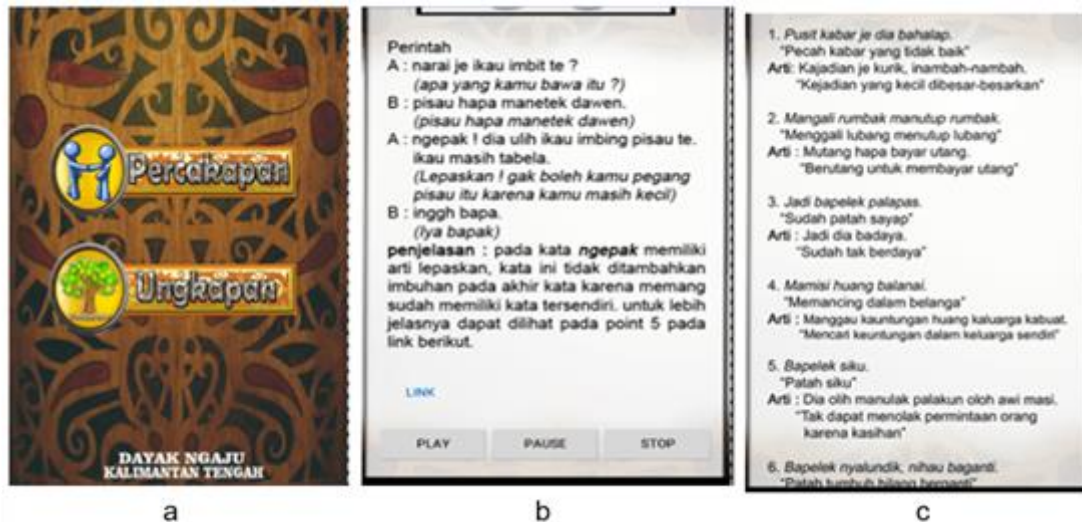 Percakapan
Ungkapan
DAYAK NGAJU
KALIMANTAN TENGAH
a
Perintah
A : narai je ikau imbit te ?
(apa yang kamu bawa itu ?)
B : pisau hapa manetek dawen.
(pisau hapa manetek dawen)
A : ngepak ! dia ulih ikau imbing pisau te.
ikau masih tabela.
(Lepaskan ! gak boleh kamu pegang
pisau itu karena kamu masih kecil)
B : inggh bapa.
(Iya bapak)
penjelasan : pada kata ngepak memiliki
arti lepaskan, kata ini tidak ditambahkan
imbuhan pada akhir kata karena memang
sudah memiliki kata tersendiri. untuk lebih
jelasnya dapat dilihat pada point 5 pada
link berikut.
LINK
PLAY PAUSE STOP
b
1. Pusit kabar je dia bahalap.
"Pecah kabar yang tidak baik"
Arti: Kajadian je kurik, inambah-nambah.
"Kejadian yang kecil dibesar-besarkan"
2. Mangali rumbak manutup rumbak.
"Menggali lubang menutup lubang"
Arti : Mutang hapa bayar utang.
"Berutang untuk membayar utang"
3. Jadi bapelek palapas.
"Sudah patah sayap"
Arti : Jadi dia badaya.
"Sudah tak berdaya"
4. Mamisi huang balanai.
"Memancing dalam belanga"
Arti : Manggau kauntungan huang kaluarga kabuat.
"Mencari keuntungan dalam keluarga sendiri"
5. Bapelek siku.
"Patah siku"
Arti : Dia olih manulak palakun oloh awi masi.
"Tak dapat menolak permintaan orang
karena kasihan"
6. Bapelek nyalundik, nihau baganti.
"Patah tumbuh hilang berganti"
c